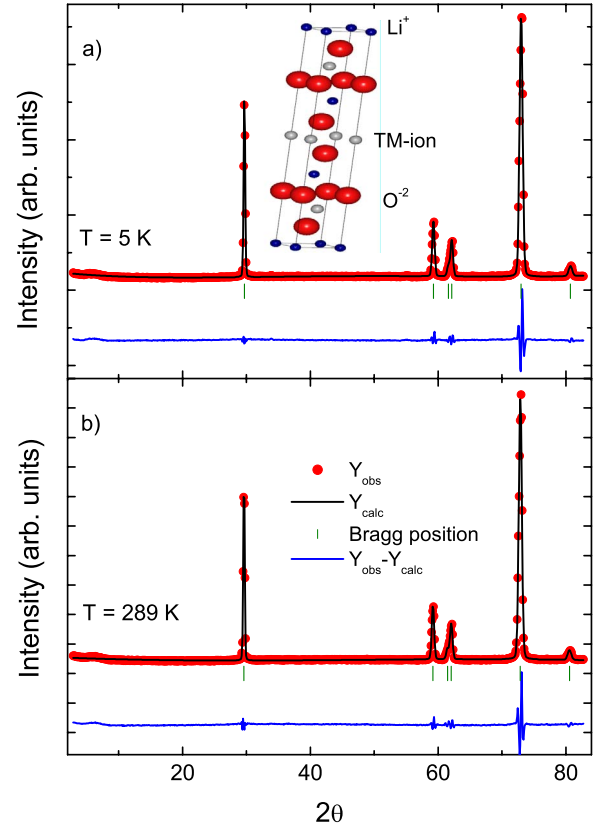 a)
Li⁺
TM-ion
O⁻²
T = 5 K
Intensity (arb. units)
b)
Y_obs
Y_calc
Bragg position
Y_obs-Y_calc
T = 289 K
Intensity (arb. units)
20 40 60 80
2θ